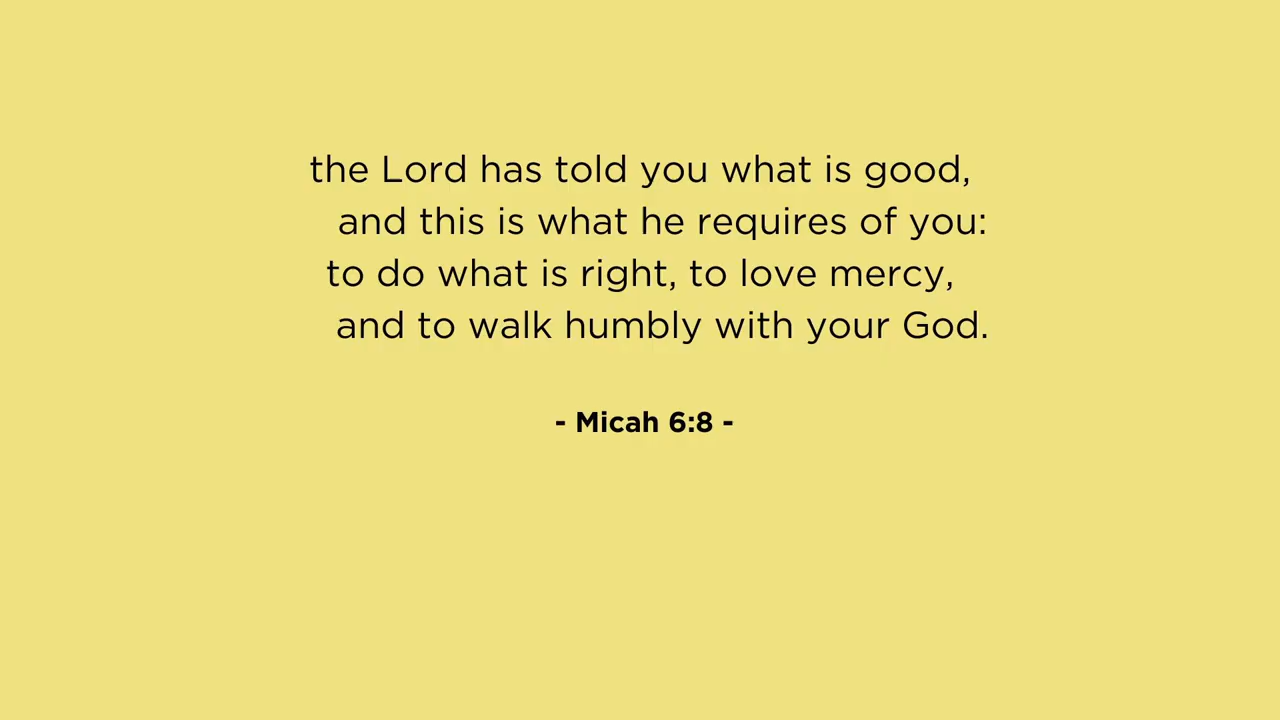 the Lord has told you what is good,
and this is what he requires of you:
to do what is right, to love mercy,
and to walk humbly with your God.
- Micah 6:8 -